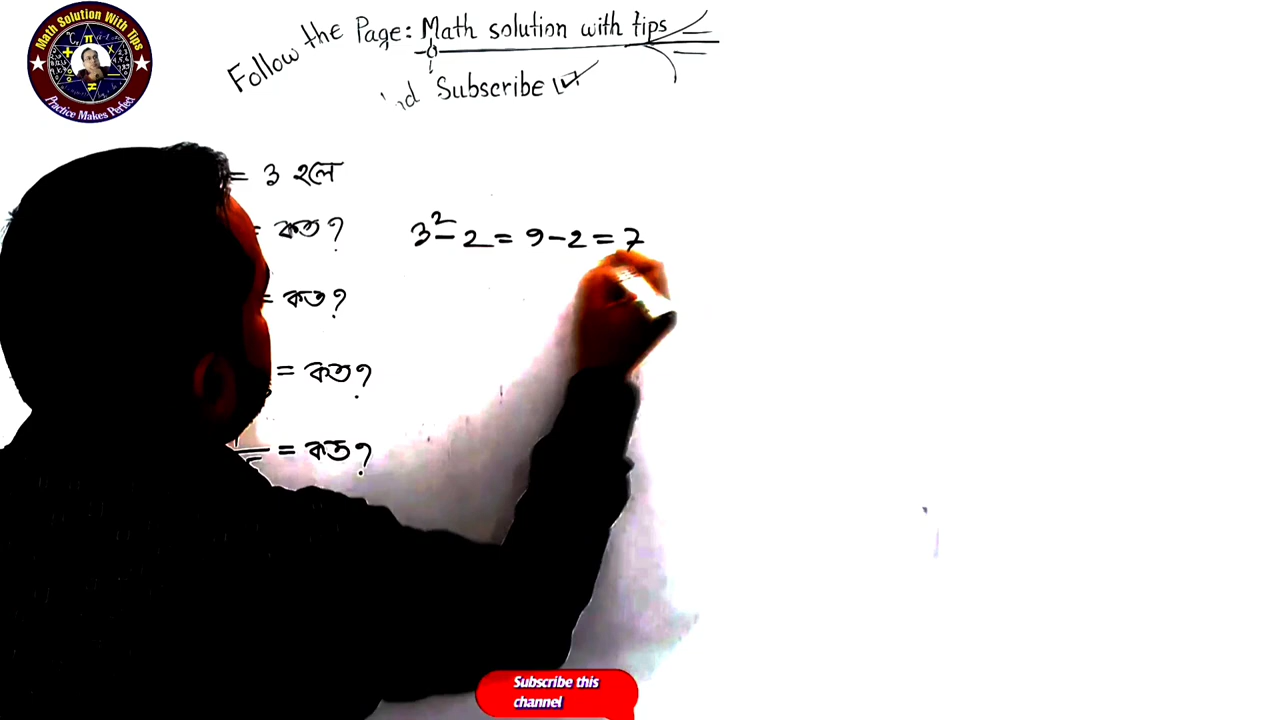 Math Solution With Tips
Practice Makes Perfect
Follow the Page: Math solution with tips
Subscribe
= 3 হলে
= কত?
3² - 2 = 9 - 2 = 7
= কত?
= কত?
= কত?
Subscribe this
channel